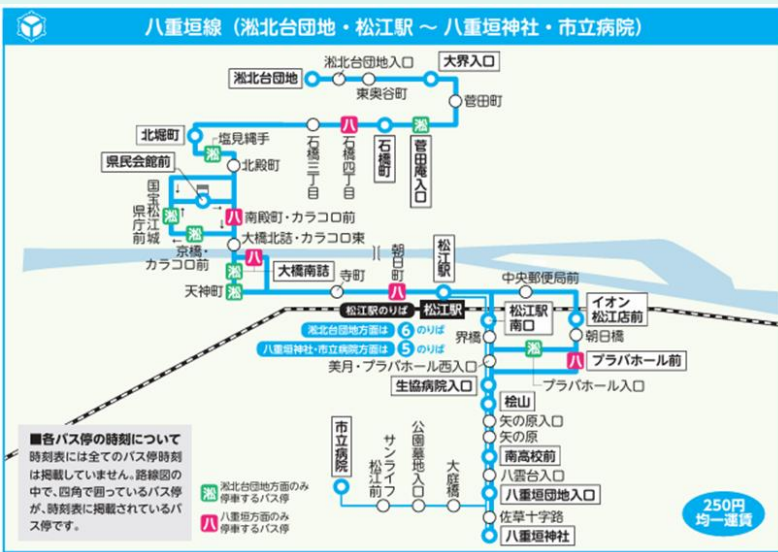 八重垣線（淞北台団地・松江駅 ～ 八重垣神社・市立病院）
淞北台団地入口
大界入口
淞北台団地
東奥谷町
菅田町
北堀町
塩見縄手
八
淞
石橋三丁目
石橋四丁目
石橋町
菅田庵入口
県民会館前
淞
北殿町
国宝松江城
県庁前
淞
八
南殿町・カラコロ前
淞
京橋・
カラコロ前
大橋北詰・カラコロ東
八
淞
大橋南詰
朝日町
松江駅
天神町
淞
寺町
八
中央郵便局前
松江駅のりば
松江駅
松江駅
南口
イオン
松江店前
淞北台団地方面は 6 のりば
八重垣神社・市立病院方面は 5 のりば
界橋
朝日橋
淞
八
プラバホール前
美月・プラバホール西入口
プラバホール入口
生協病院入口
桧山
矢の原入口
矢の原
市立病院
サンライフ
松江前
公園墓地入口
大庭橋
南高校前
八雲台入口
八重垣団地入口
佐草十字路
八重垣神社
■各バス停の時刻について
時刻表には全てのバス停時刻
は掲載していません。路線図の
中で、四角で囲っているバス停
が、時刻表に掲載されているバ
ス停です。
淞 淞北台団地方面のみ
停車するバス停
八 八重垣方面のみ
停車するバス停
250円
均一運賃